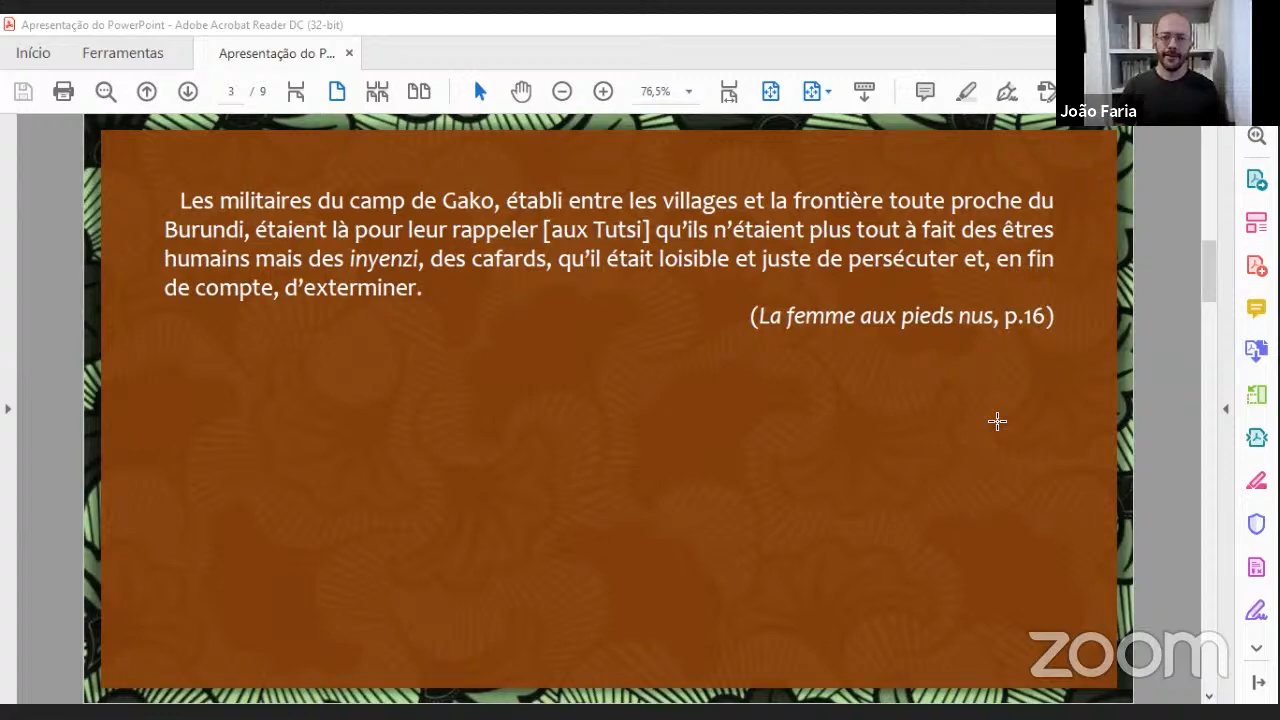 Apresentação do PowerPoint - Adobe Acrobat Reader DC (32-bit)
Início Ferramentas Apresentação do P... ×
3 / 9 76,5%
João Faria
Les militaires du camp de Gako, établi entre les villages et la frontière toute proche du
Burundi, étaient là pour leur rappeler [aux Tutsi] qu’ils n’étaient plus tout à fait des êtres
humains mais des inyenzi, des cafards, qu’il était loisible et juste de persécuter et, en fin
de compte, d’exterminer.
(La femme aux pieds nus, p.16)
zoom